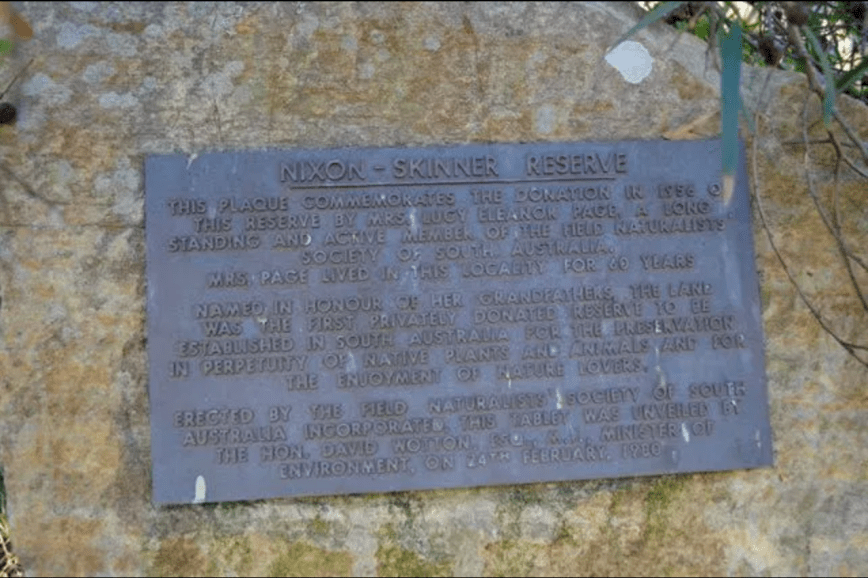 NIXON - SKINNER RESERVE
THIS PLAQUE COMMEMORATES THE DONATION IN 1956 O
THIS RESERVE BY MRS. LUCY ELEANOR PAGE, A LONG
STANDING AND ACTIVE MEMBER OF THE FIELD NATURALISTS'
SOCIETY OF SOUTH AUSTRALIA.
MRS. PAGE LIVED IN THIS LOCALITY FOR 60 YEARS
NAMED IN HONOUR OF HER GRANDFATHERS, THE LAND
WAS THE FIRST PRIVATELY DONATED RESERVE TO BE
ESTABLISHED IN SOUTH AUSTRALIA FOR THE PRESERVATION
IN PERPETUITY OF NATIVE PLANTS AND ANIMALS AND FOR
THE ENJOYMENT OF NATURE LOVERS.
ERECTED BY THE FIELD NATURALISTS' SOCIETY OF SOUTH
AUSTRALIA INCORPORATED, THIS TABLET WAS UNVEILED BY
THE HON. DAVID WOTTON, ESQ., M.P., MINISTER OF
ENVIRONMENT, ON 24TH FEBRUARY, 1980